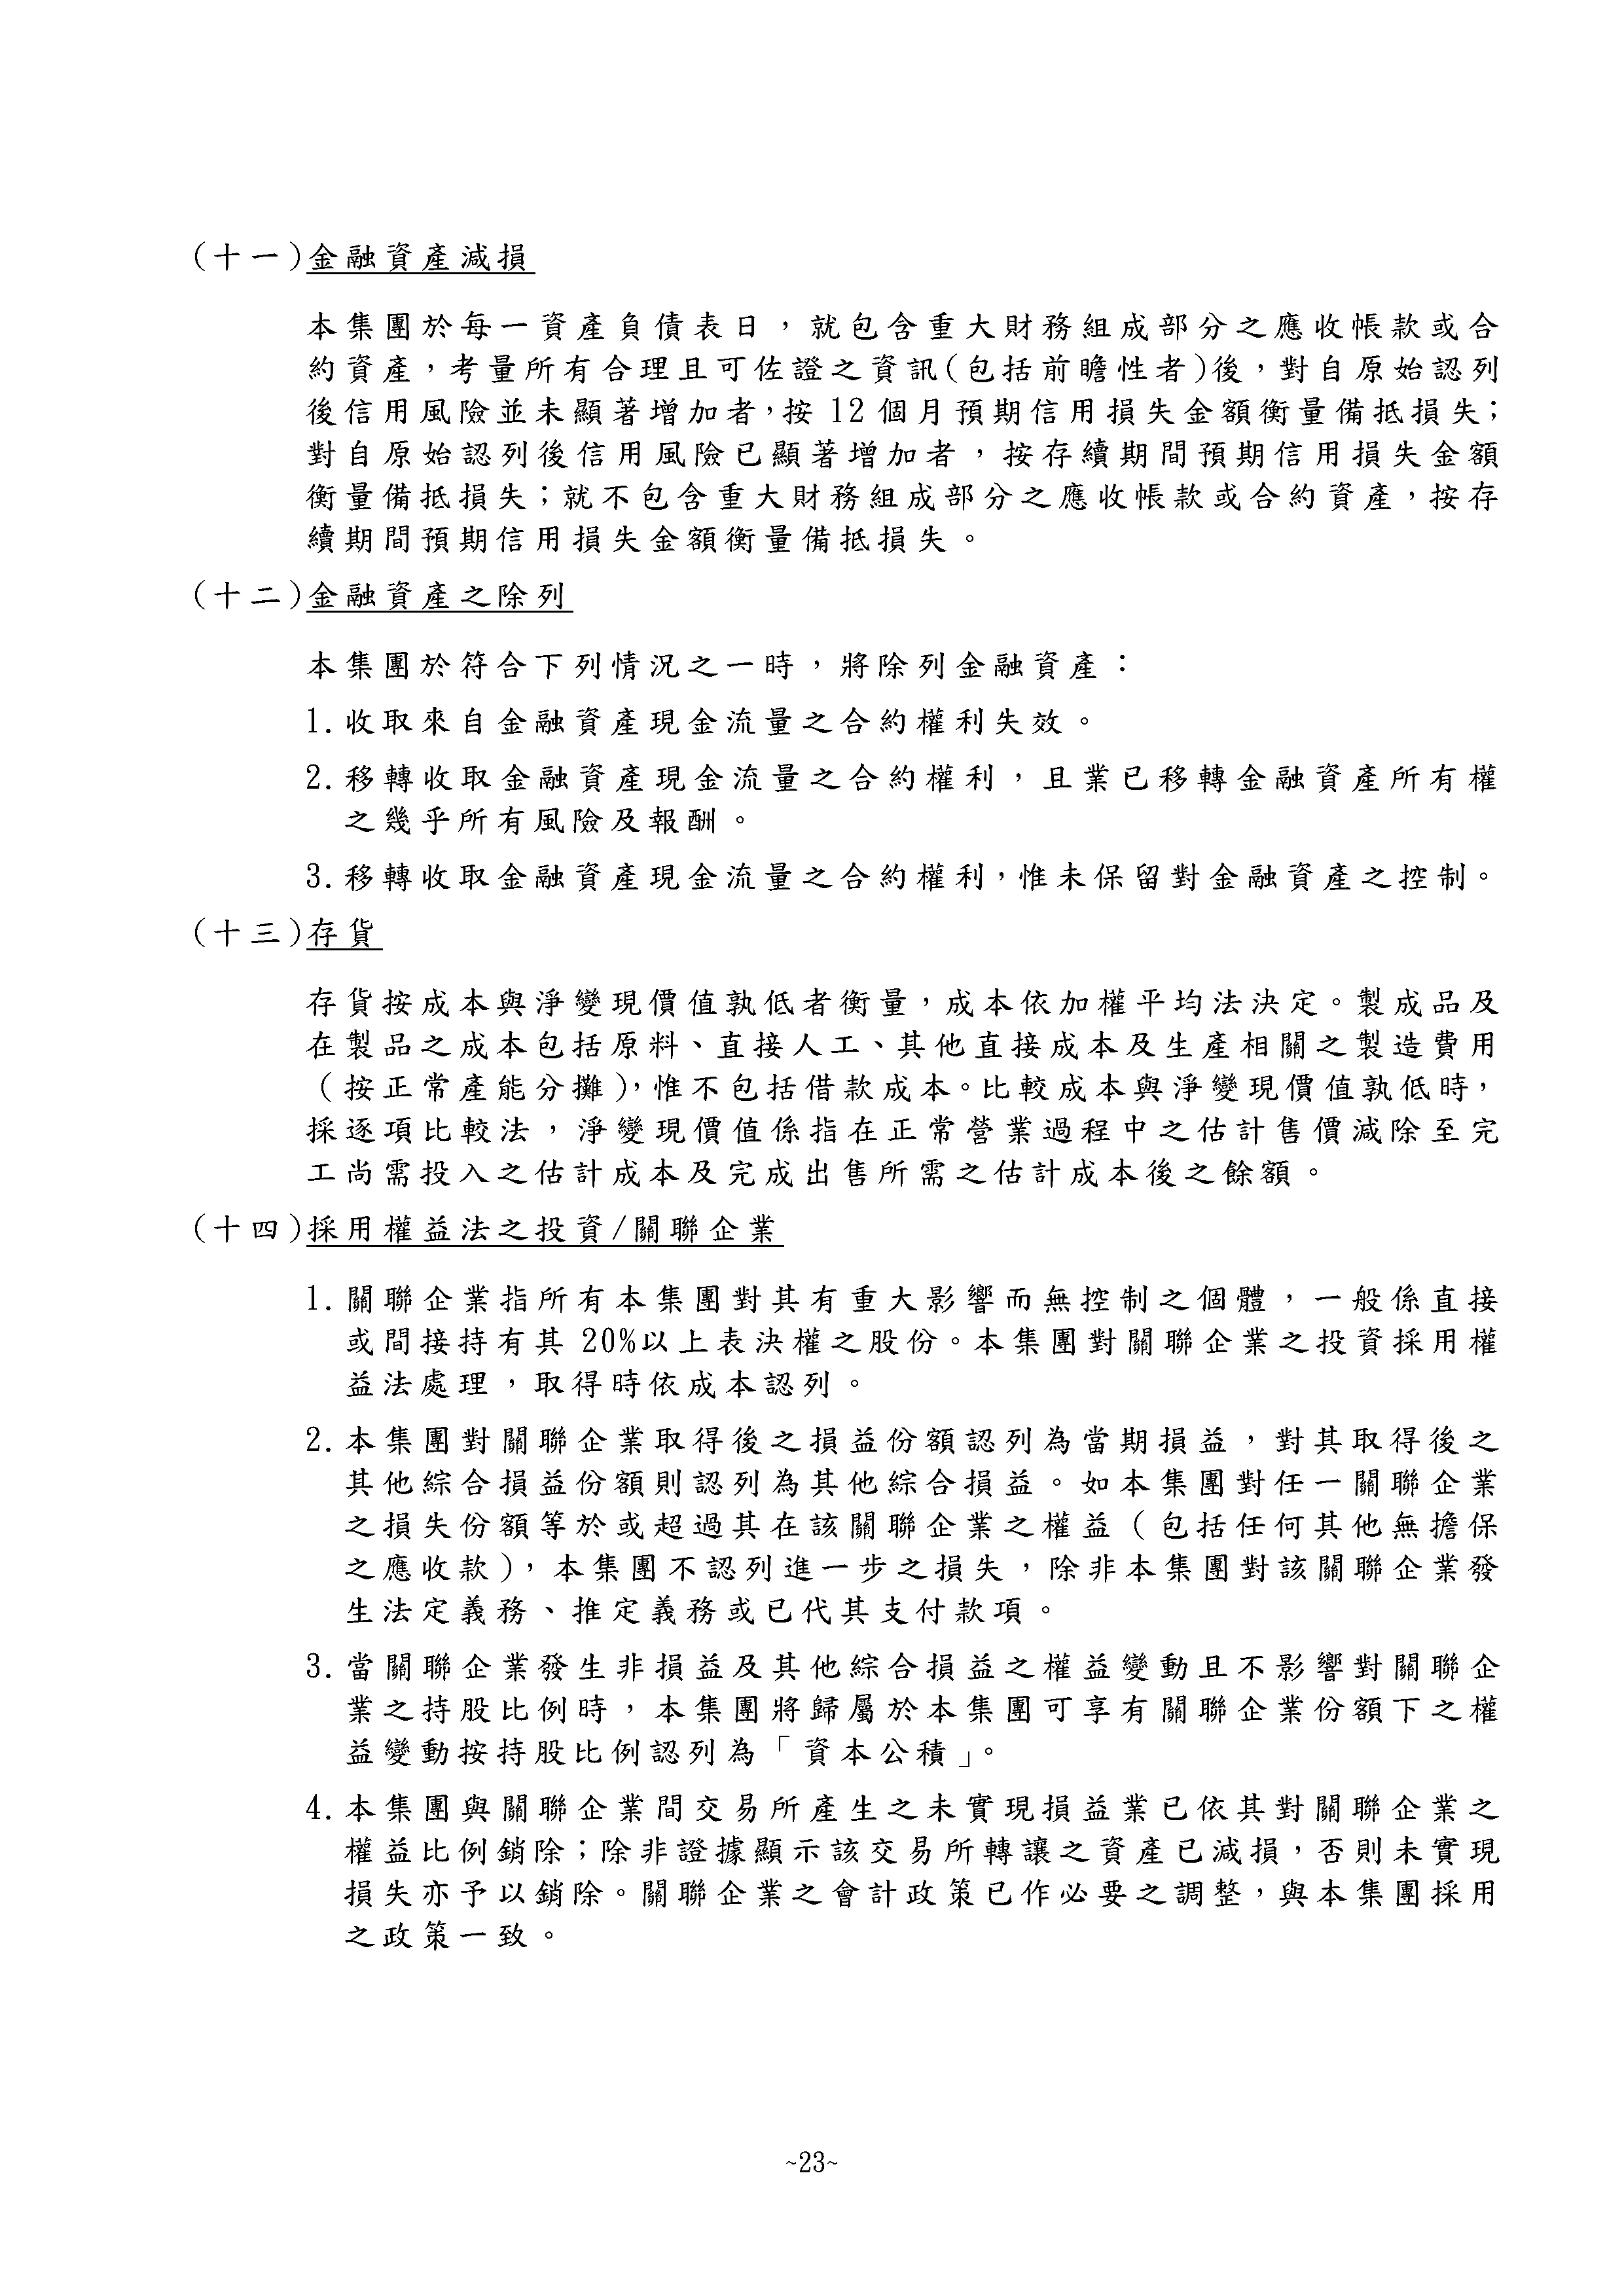 (十一)金融資產減損
本集團於每一資產負債表日，就包含重大財務組成部分之應收帳款或合
約資產，考量所有合理且可佐證之資訊(包括前瞻性者)後，對自原始認列
後信用風險並未顯著增加者，按 12 個月預期信用損失金額衡量備抵損失；
對自原始認列後信用風險已顯著增加者，按存續期間預期信用損失金額
衡量備抵損失；就不包含重大財務組成部分之應收帳款或合約資產，按存
續期間預期信用損失金額衡量備抵損失。
(十二)金融資產之除列
本集團於符合下列情況之一時，將除列金融資產：
1.收取來自金融資產現金流量之合約權利失效。
2.移轉收取金融資產現金流量之合約權利，且業已移轉金融資產所有權
之幾乎所有風險及報酬。
3.移轉收取金融資產現金流量之合約權利，惟未保留對金融資產之控制。
(十三)存貨
存貨按成本與淨變現價值孰低者衡量，成本依加權平均法決定。製成品及
在製品之成本包括原料、直接人工、其他直接成本及生產相關之製造費用
（按正常產能分攤），惟不包括借款成本。比較成本與淨變現價值孰低時，
採逐項比較法，淨變現價值係指在正常營業過程中之估計售價減除至完
工尚需投入之估計成本及完成出售所需之估計成本後之餘額。
(十四)採用權益法之投資/關聯企業
1.關聯企業指所有本集團對其有重大影響而無控制之個體，一般係直接
或間接持有其 20%以上表決權之股份。本集團對關聯企業之投資採用權
益法處理，取得時依成本認列。
2.本集團對關聯企業取得後之損益份額認列為當期損益，對其取得後之
其他綜合損益份額則認列為其他綜合損益。如本集團對任一關聯企業
之損失份額等於或超過其在該關聯企業之權益（包括任何其他無擔保
之應收款），本集團不認列進一步之損失，除非本集團對該關聯企業發
生法定義務、推定義務或已代其支付款項。
3.當關聯企業發生非損益及其他綜合損益之權益變動且不影響對關聯企
業之持股比例時，本集團將歸屬於本集團可享有關聯企業份額下之權
益變動按持股比例認列為「資本公積」。
4.本集團與關聯企業間交易所產生之未實現損益業已依其對關聯企業之
權益比例銷除；除非證據顯示該交易所轉讓之資產已減損，否則未實現
損失亦予以銷除。關聯企業之會計政策已作必要之調整，與本集團採用
之政策一致。
~23~